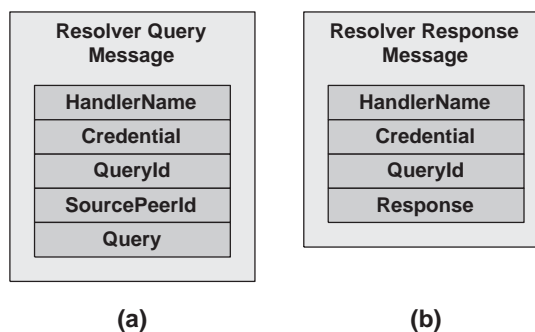 Resolver Query
Message
HandlerName
Credential
QueryId
SourcePeerId
Query
(a)
Resolver Response
Message
HandlerName
Credential
QueryId
Response
(b)